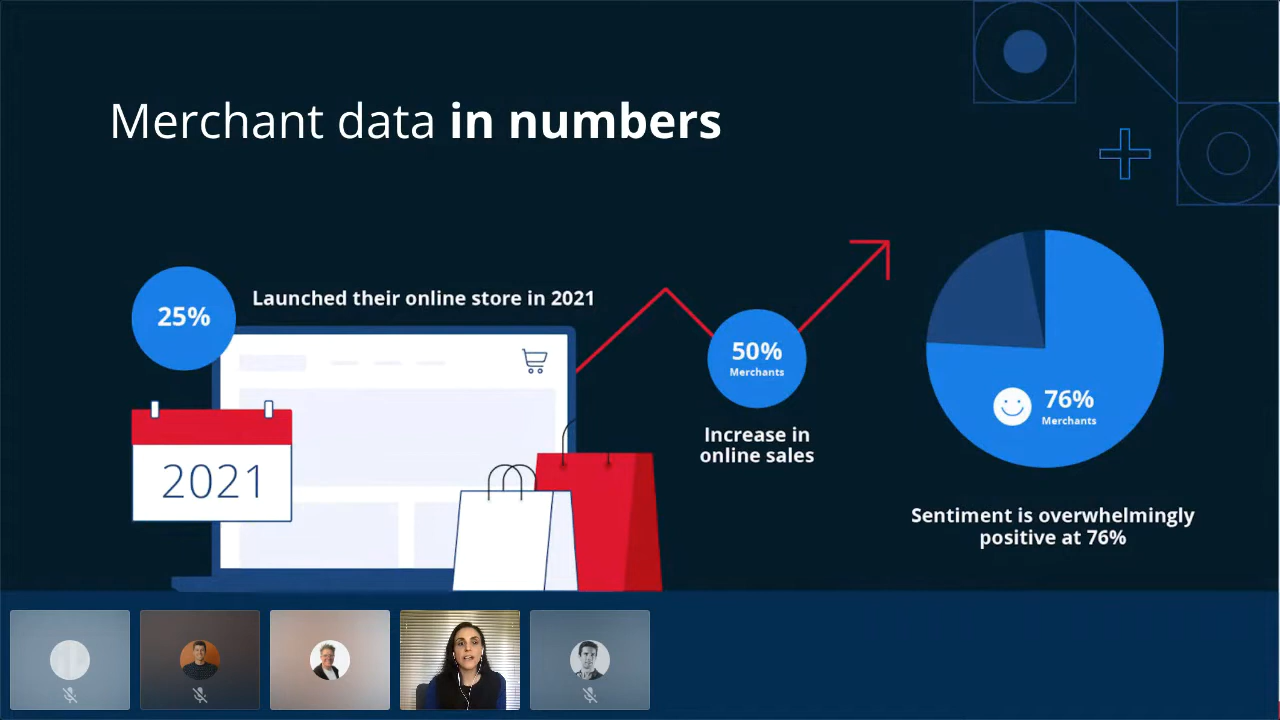 Merchant data in numbers
25%
Launched their online store in 2021
2021
50%
Merchants
Increase in
online sales
76%
Merchants
Sentiment is overwhelmingly
positive at 76%